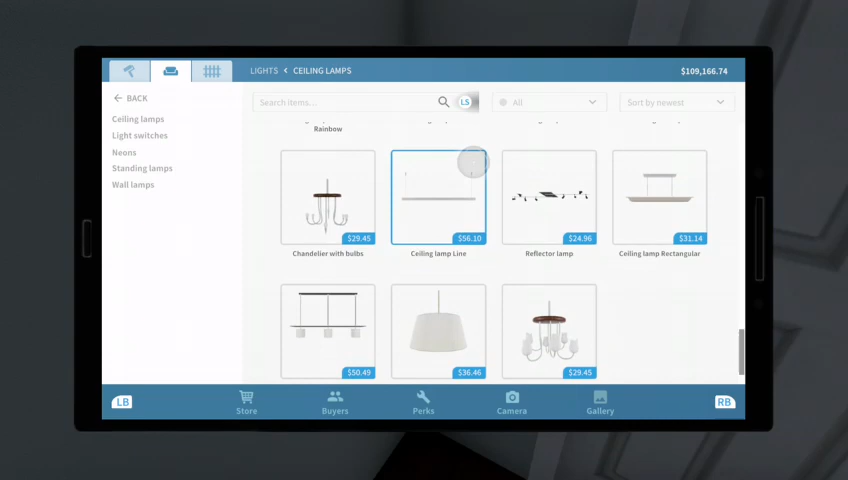 LIGHTS < CEILING LAMPS
$109,166.74
BACK
Search items...
LS
All
Sort by newest
Ceiling lamps
Light switches
Neons
Standing lamps
Wall lamps
Rainbow
$29.45
$56.10
$24.96
$31.14
Chandelier with bulbs
Ceiling lamp Line
Reflector lamp
Ceiling lamp Rectangular
$50.49
$36.46
$29.45
LB
Store
Buyers
Perks
Camera
Gallery
RB